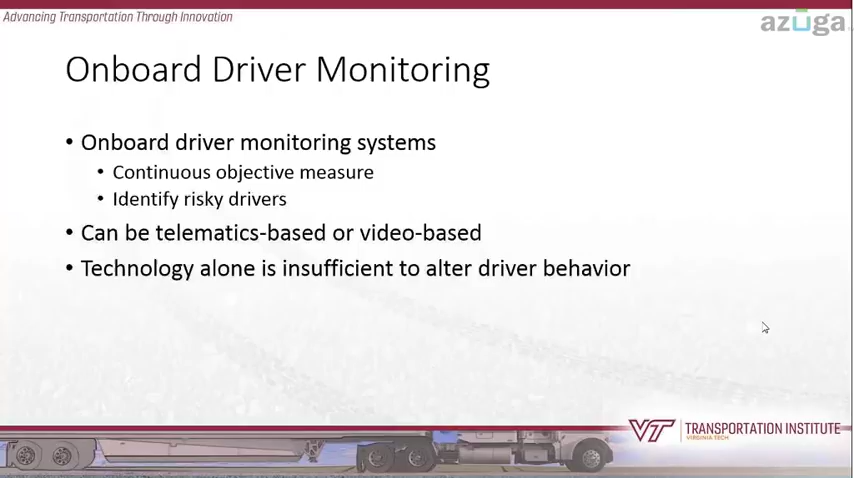 Advancing Transportation Through Innovation
azuga
Onboard Driver Monitoring
• Onboard driver monitoring systems
• Continuous objective measure
• Identify risky drivers
• Can be telematics-based or video-based
• Technology alone is insufficient to alter driver behavior
VT TRANSPORTATION INSTITUTE
VIRGINIA TECH